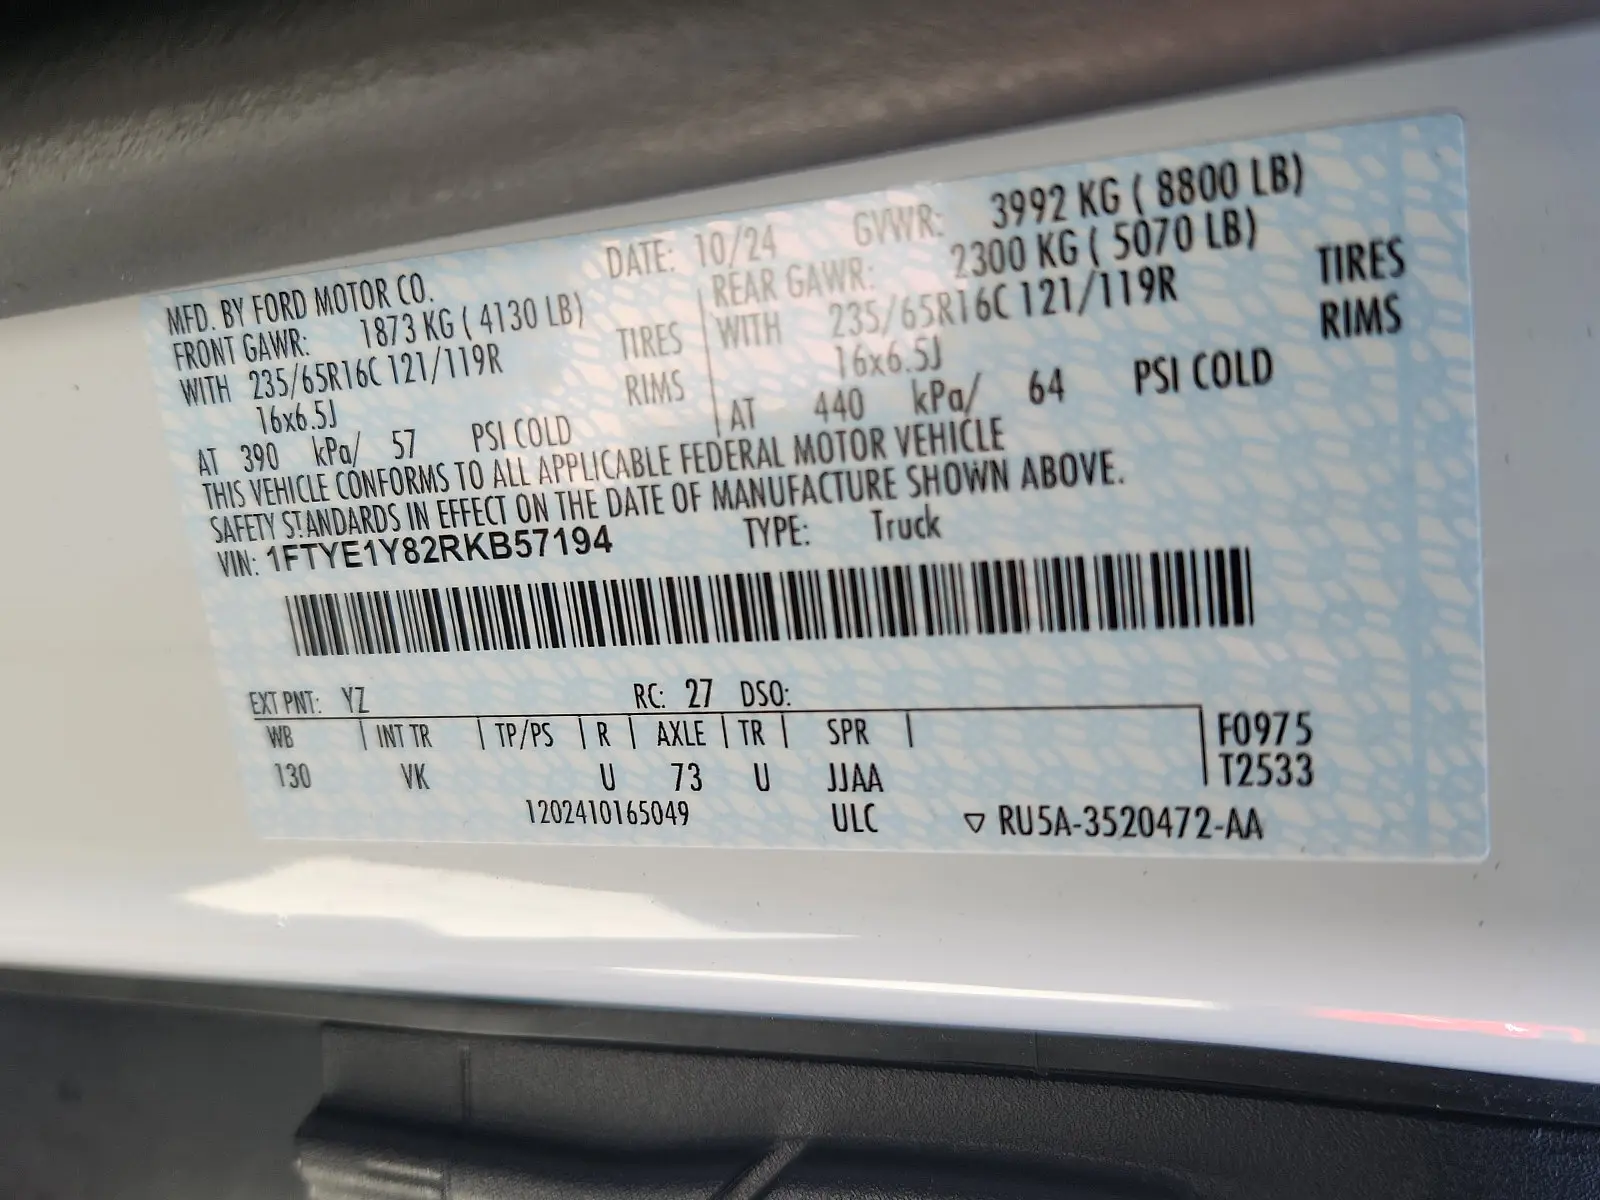 MFD. BY FORD MOTOR CO. DATE: 10/24 GVWR: 3992 KG ( 8800 LB)
FRONT GAWR: 1873 KG ( 4130 LB) REAR GAWR: 2300 KG ( 5070 LB)
WITH 235/65R16C 121/119R TIRES WITH 235/65R16C 121/119R TIRES
16x6.5J RIMS 16x6.5J RIMS
AT 390 kPa/ 57 PSI COLD AT 440 kPa/ 64 PSI COLD
THIS VEHICLE CONFORMS TO ALL APPLICABLE FEDERAL MOTOR VEHICLE
SAFETY STANDARDS IN EFFECT ON THE DATE OF MANUFACTURE SHOWN ABOVE.
VIN: 1FTYE1Y82RKB57194 TYPE: Truck
EXT PNT: YZ RC: 27 DSO:
WB INT TR TP/PS R AXLE TR SPR F0975
130 VK U 73 U JJAA T2533
1202410165049 ULC ▽ RU5A-3520472-AA